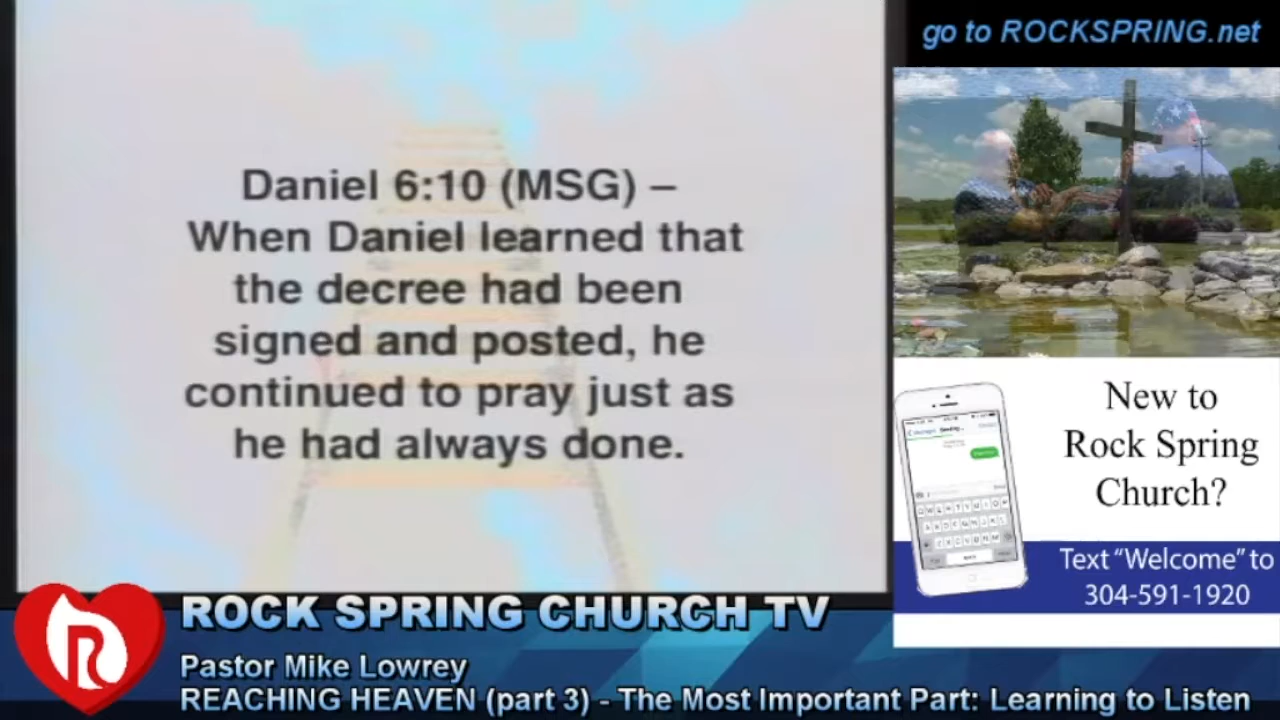 go to ROCKSPRING.net
Daniel 6:10 (MSG) –
When Daniel learned that
the decree had been
signed and posted, he
continued to pray just as
he had always done.
New to
Rock Spring
Church?
Text “Welcome” to
304-591-1920
ROCK SPRING CHURCH TV
Pastor Mike Lowrey
REACHING HEAVEN (part 3) - The Most Important Part: Learning to Listen